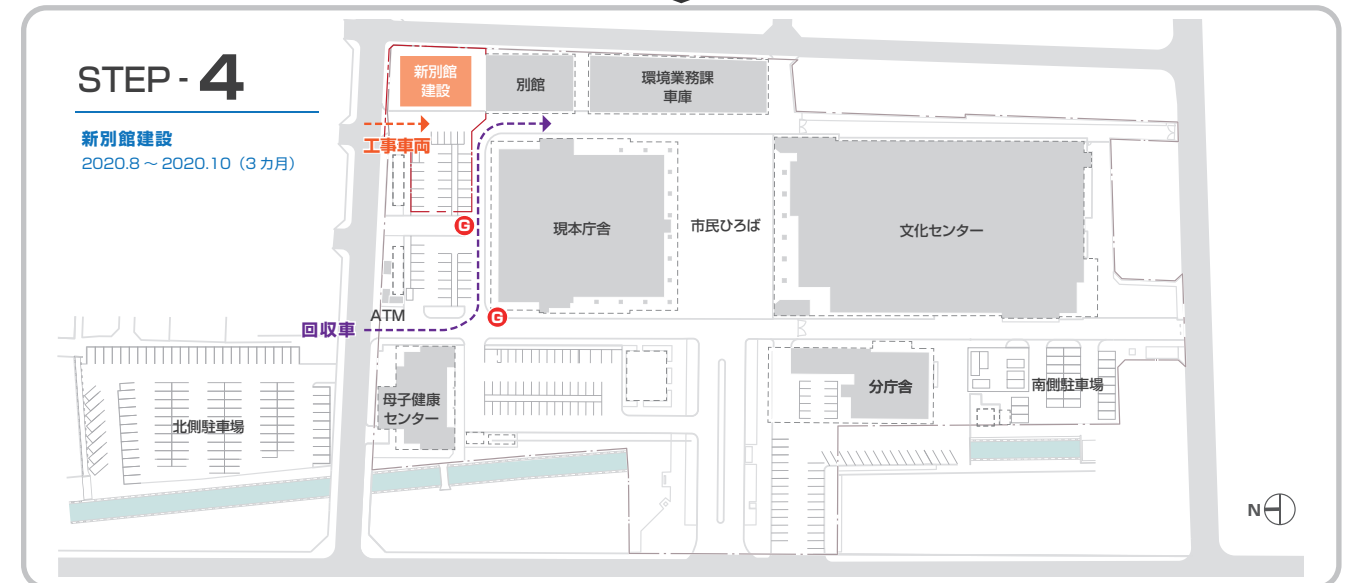 STEP - 4
新別館建設
2020.8 ~ 2020.10(3 カ月)
新別館
建設
別館
環境業務課
車庫
工事車両
G
現本庁舎
市民ひろば
文化センター
ATM
回収車
G
母子健康
センター
分庁舎
南側駐車場
北側駐車場
N